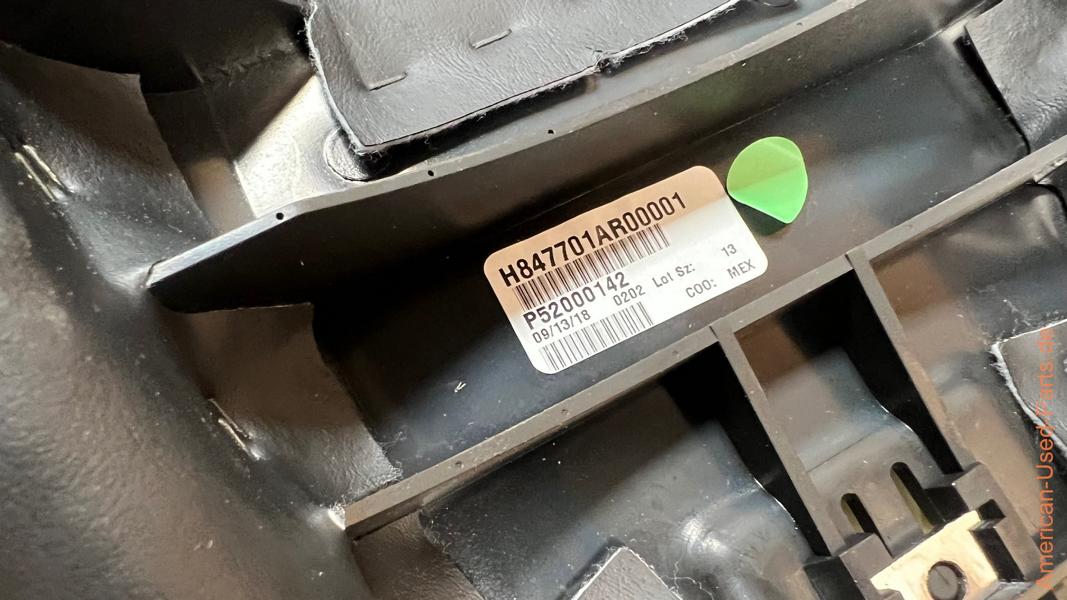 H847701AR00001
P52000142
09/13/18 0202 Lot Sz: 13
COO: MEX
American-Used-Parts.de